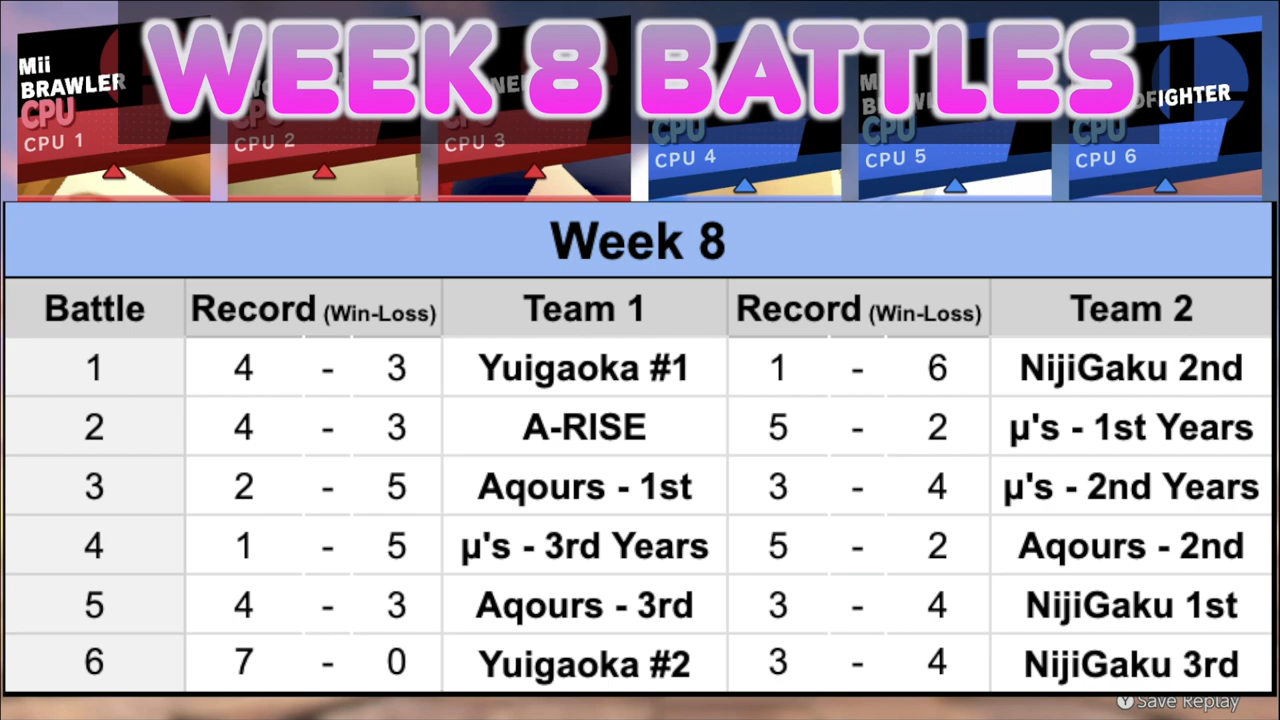 WEEK 8 BATTLES
Mii
BRAWLER
CPU
CPU 1
CPU
CPU 2
CPU
CPU 3
CPU
CPU 4
CPU
CPU 5
FIGHTER
CPU
CPU 6
Week 8
Battle Record (Win-Loss) Team 1 Record (Win-Loss) Team 2
1 4 - 3 Yuigaoka #1 1 - 6 NijiGaku 2nd
2 4 - 3 A-RISE 5 - 2 µ's - 1st Years
3 2 - 5 Aqours - 1st 3 - 4 µ's - 2nd Years
4 1 - 5 µ's - 3rd Years 5 - 2 Aqours - 2nd
5 4 - 3 Aqours - 3rd 3 - 4 NijiGaku 1st
6 7 - 0 Yuigaoka #2 3 - 4 NijiGaku 3rd
Y Save Replay